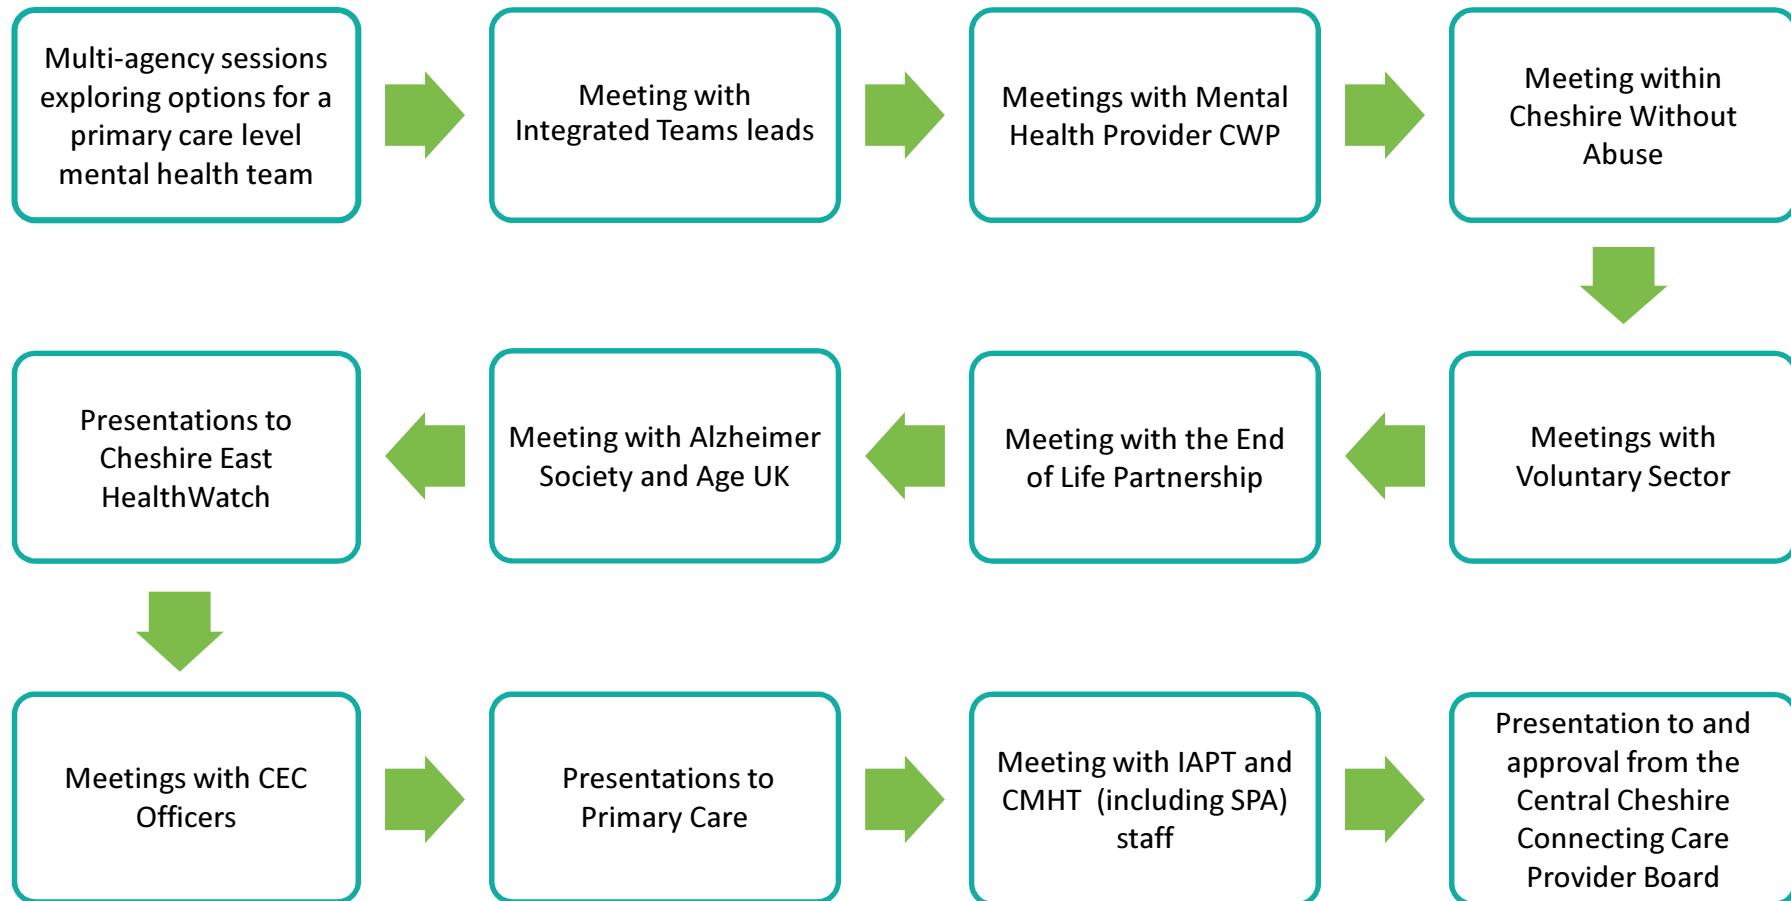 Multi-agency sessions
exploring options for a
primary care level
mental health team
Meeting with
Integrated Teams leads
Meetings with Mental
Health Provider CWP
Meeting within
Cheshire Without
Abuse
Meetings with
Voluntary Sector
Meeting with the End
of Life Partnership
Meeting with Alzheimer
Society and Age UK
Presentations to
Cheshire East
HealthWatch
Meetings with CEC
Officers
Presentations to
Primary Care
Meeting with IAPT and
CMHT  (including SPA)
staff
Presentation to and
approval from the
Central Cheshire
Connecting Care
Provider Board